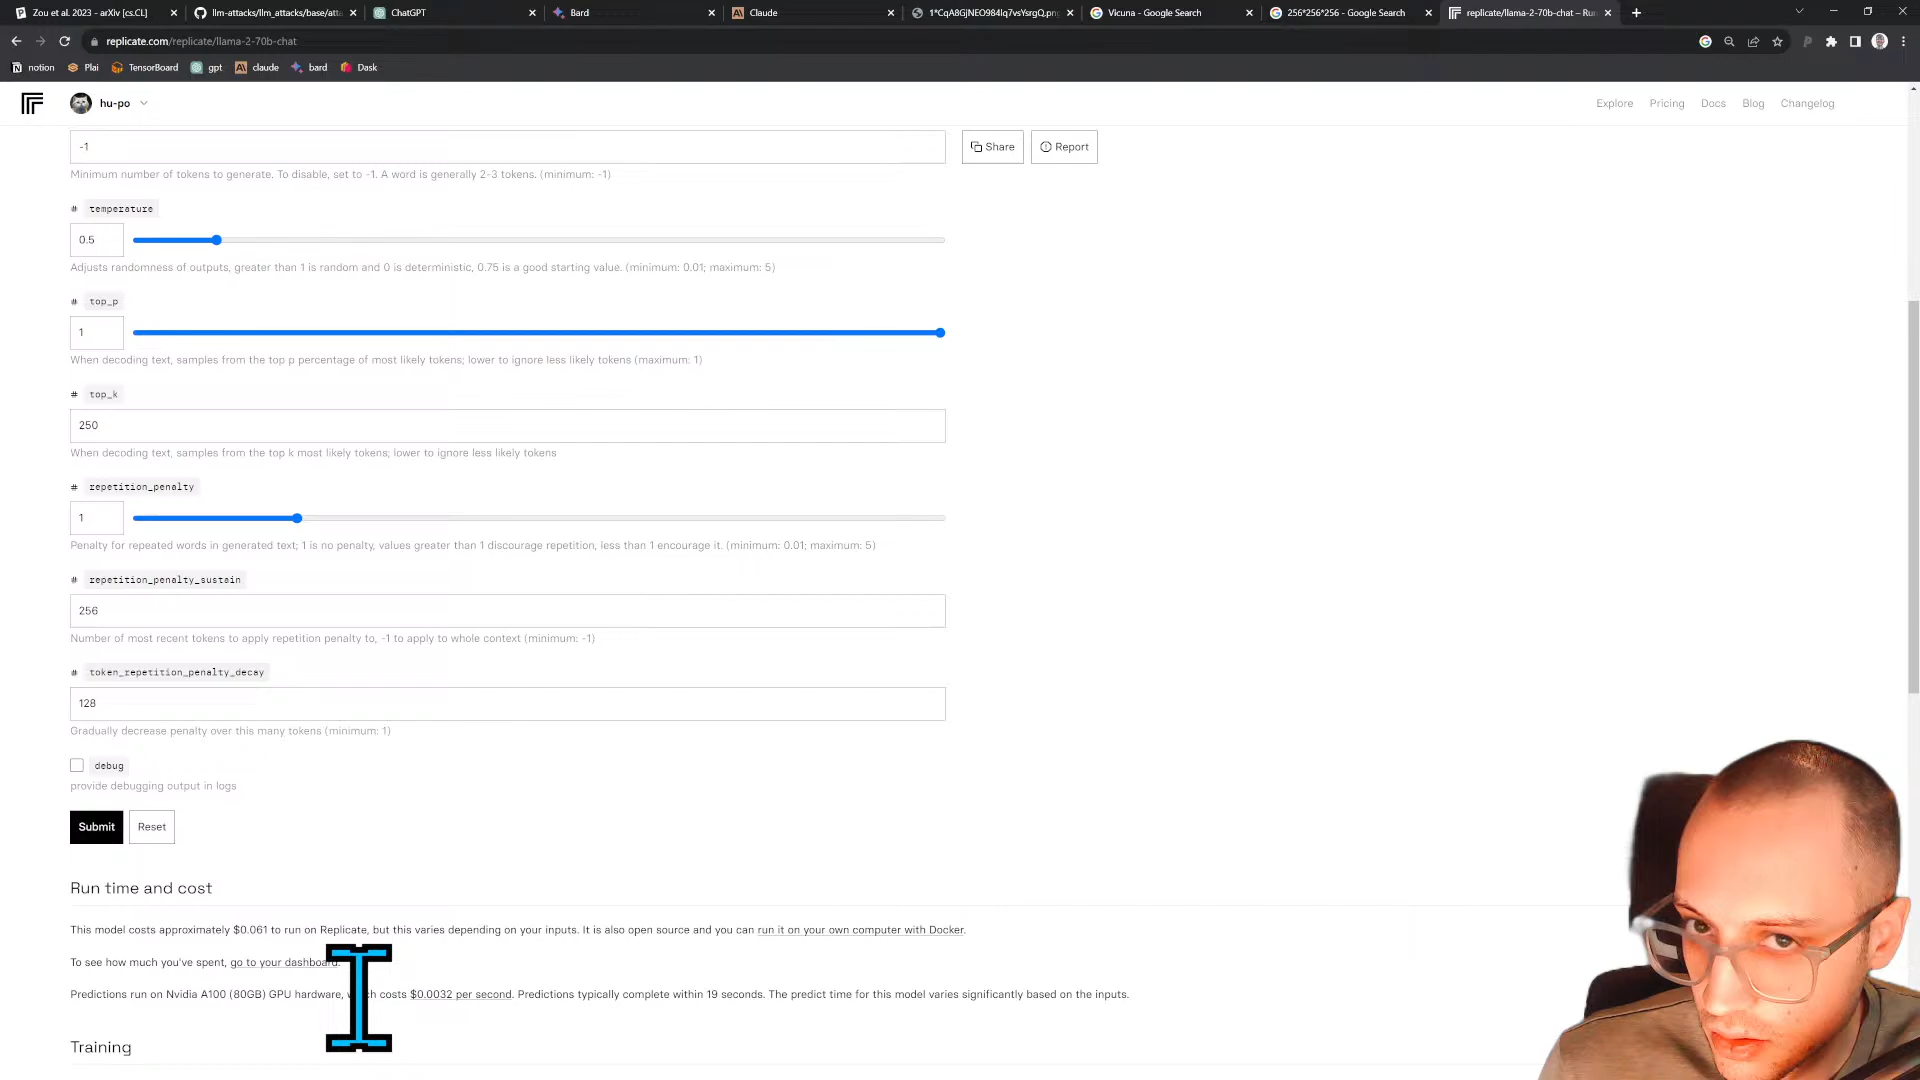 Zou et al. 2023 - arXiv [cs.CL]
llm-attacks/llm_attacks/base/atta
ChatGPT
Bard
Claude
1*CqA8GjNEO984lq7vsYsrgQ.png
Vicuna - Google Search
256*256*256 - Google Search
replicate/llama-2-70b-chat – Run
replicate.com/replicate/llama-2-70b-chat
notion
Plai
TensorBoard
gpt
claude
bard
Dask
hu-po
Explore
Pricing
Docs
Blog
Changelog
-1
Share
Report
Minimum number of tokens to generate. To disable, set to -1. A word is generally 2-3 tokens. (minimum: -1)
# temperature
0.5
Adjusts randomness of outputs, greater than 1 is random and 0 is deterministic, 0.75 is a good starting value. (minimum: 0.01; maximum: 5)
# top_p
1
When decoding text, samples from the top p percentage of most likely tokens; lower to ignore less likely tokens (maximum: 1)
# top_k
250
When decoding text, samples from the top k most likely tokens; lower to ignore less likely tokens
# repetition_penalty
1
Penalty for repeated words in generated text; 1 is no penalty, values greater than 1 discourage repetition, less than 1 encourage it. (minimum: 0.01; maximum: 5)
# repetition_penalty_sustain
256
Number of most recent tokens to apply repetition penalty to, -1 to apply to whole context (minimum: -1)
# token_repetition_penalty_decay
128
Gradually decrease penalty over this many tokens (minimum: 1)
debug
provide debugging output in logs
Submit
Reset
Run time and cost
This model costs approximately $0.061 to run on Replicate, but this varies depending on your inputs. It is also open source and you can run it on your own computer with Docker.
To see how much you've spent, go to your dashboard.
Predictions run on Nvidia A100 (80GB) GPU hardware, costs $0.0032 per second. Predictions typically complete within 19 seconds. The predict time for this model varies significantly based on the inputs.
Training